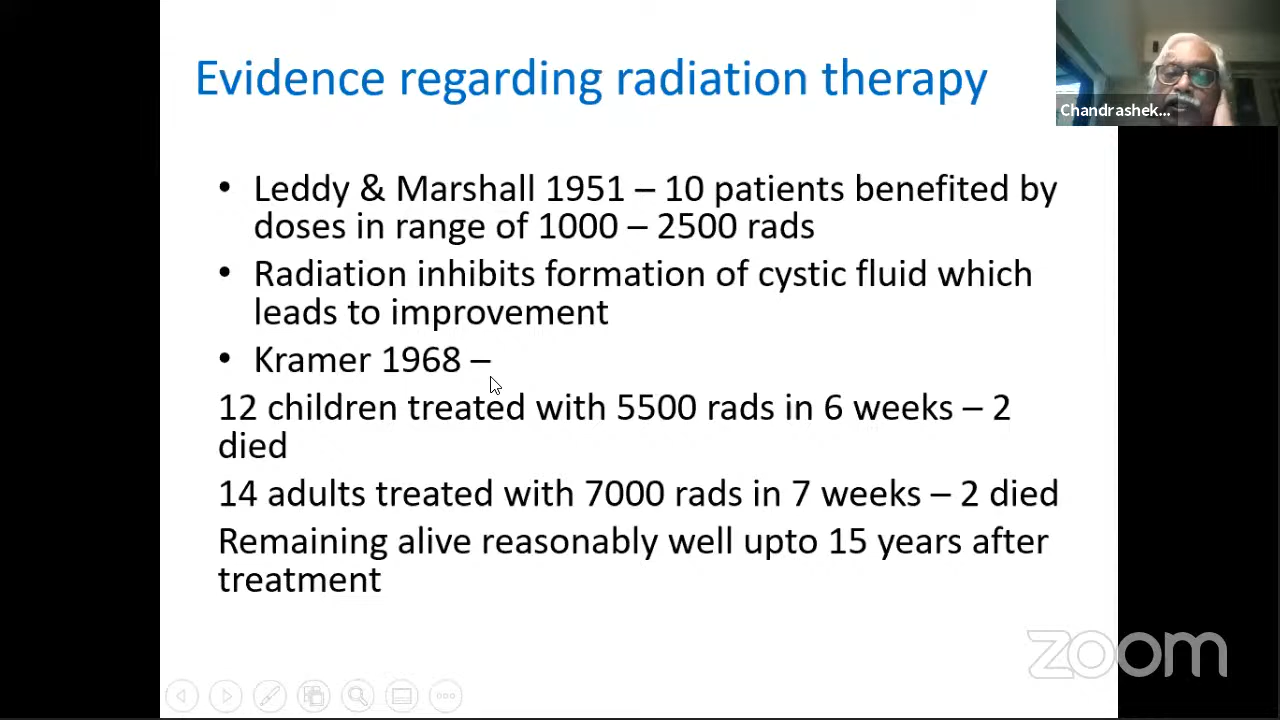 Evidence regarding radiation therapy
Chandrashek...
• Leddy & Marshall 1951 – 10 patients benefited by
doses in range of 1000 – 2500 rads
• Radiation inhibits formation of cystic fluid which
leads to improvement
• Kramer 1968 –
12 children treated with 5500 rads in 6 weeks – 2
died
14 adults treated with 7000 rads in 7 weeks – 2 died
Remaining alive reasonably well upto 15 years after
treatment
zoom